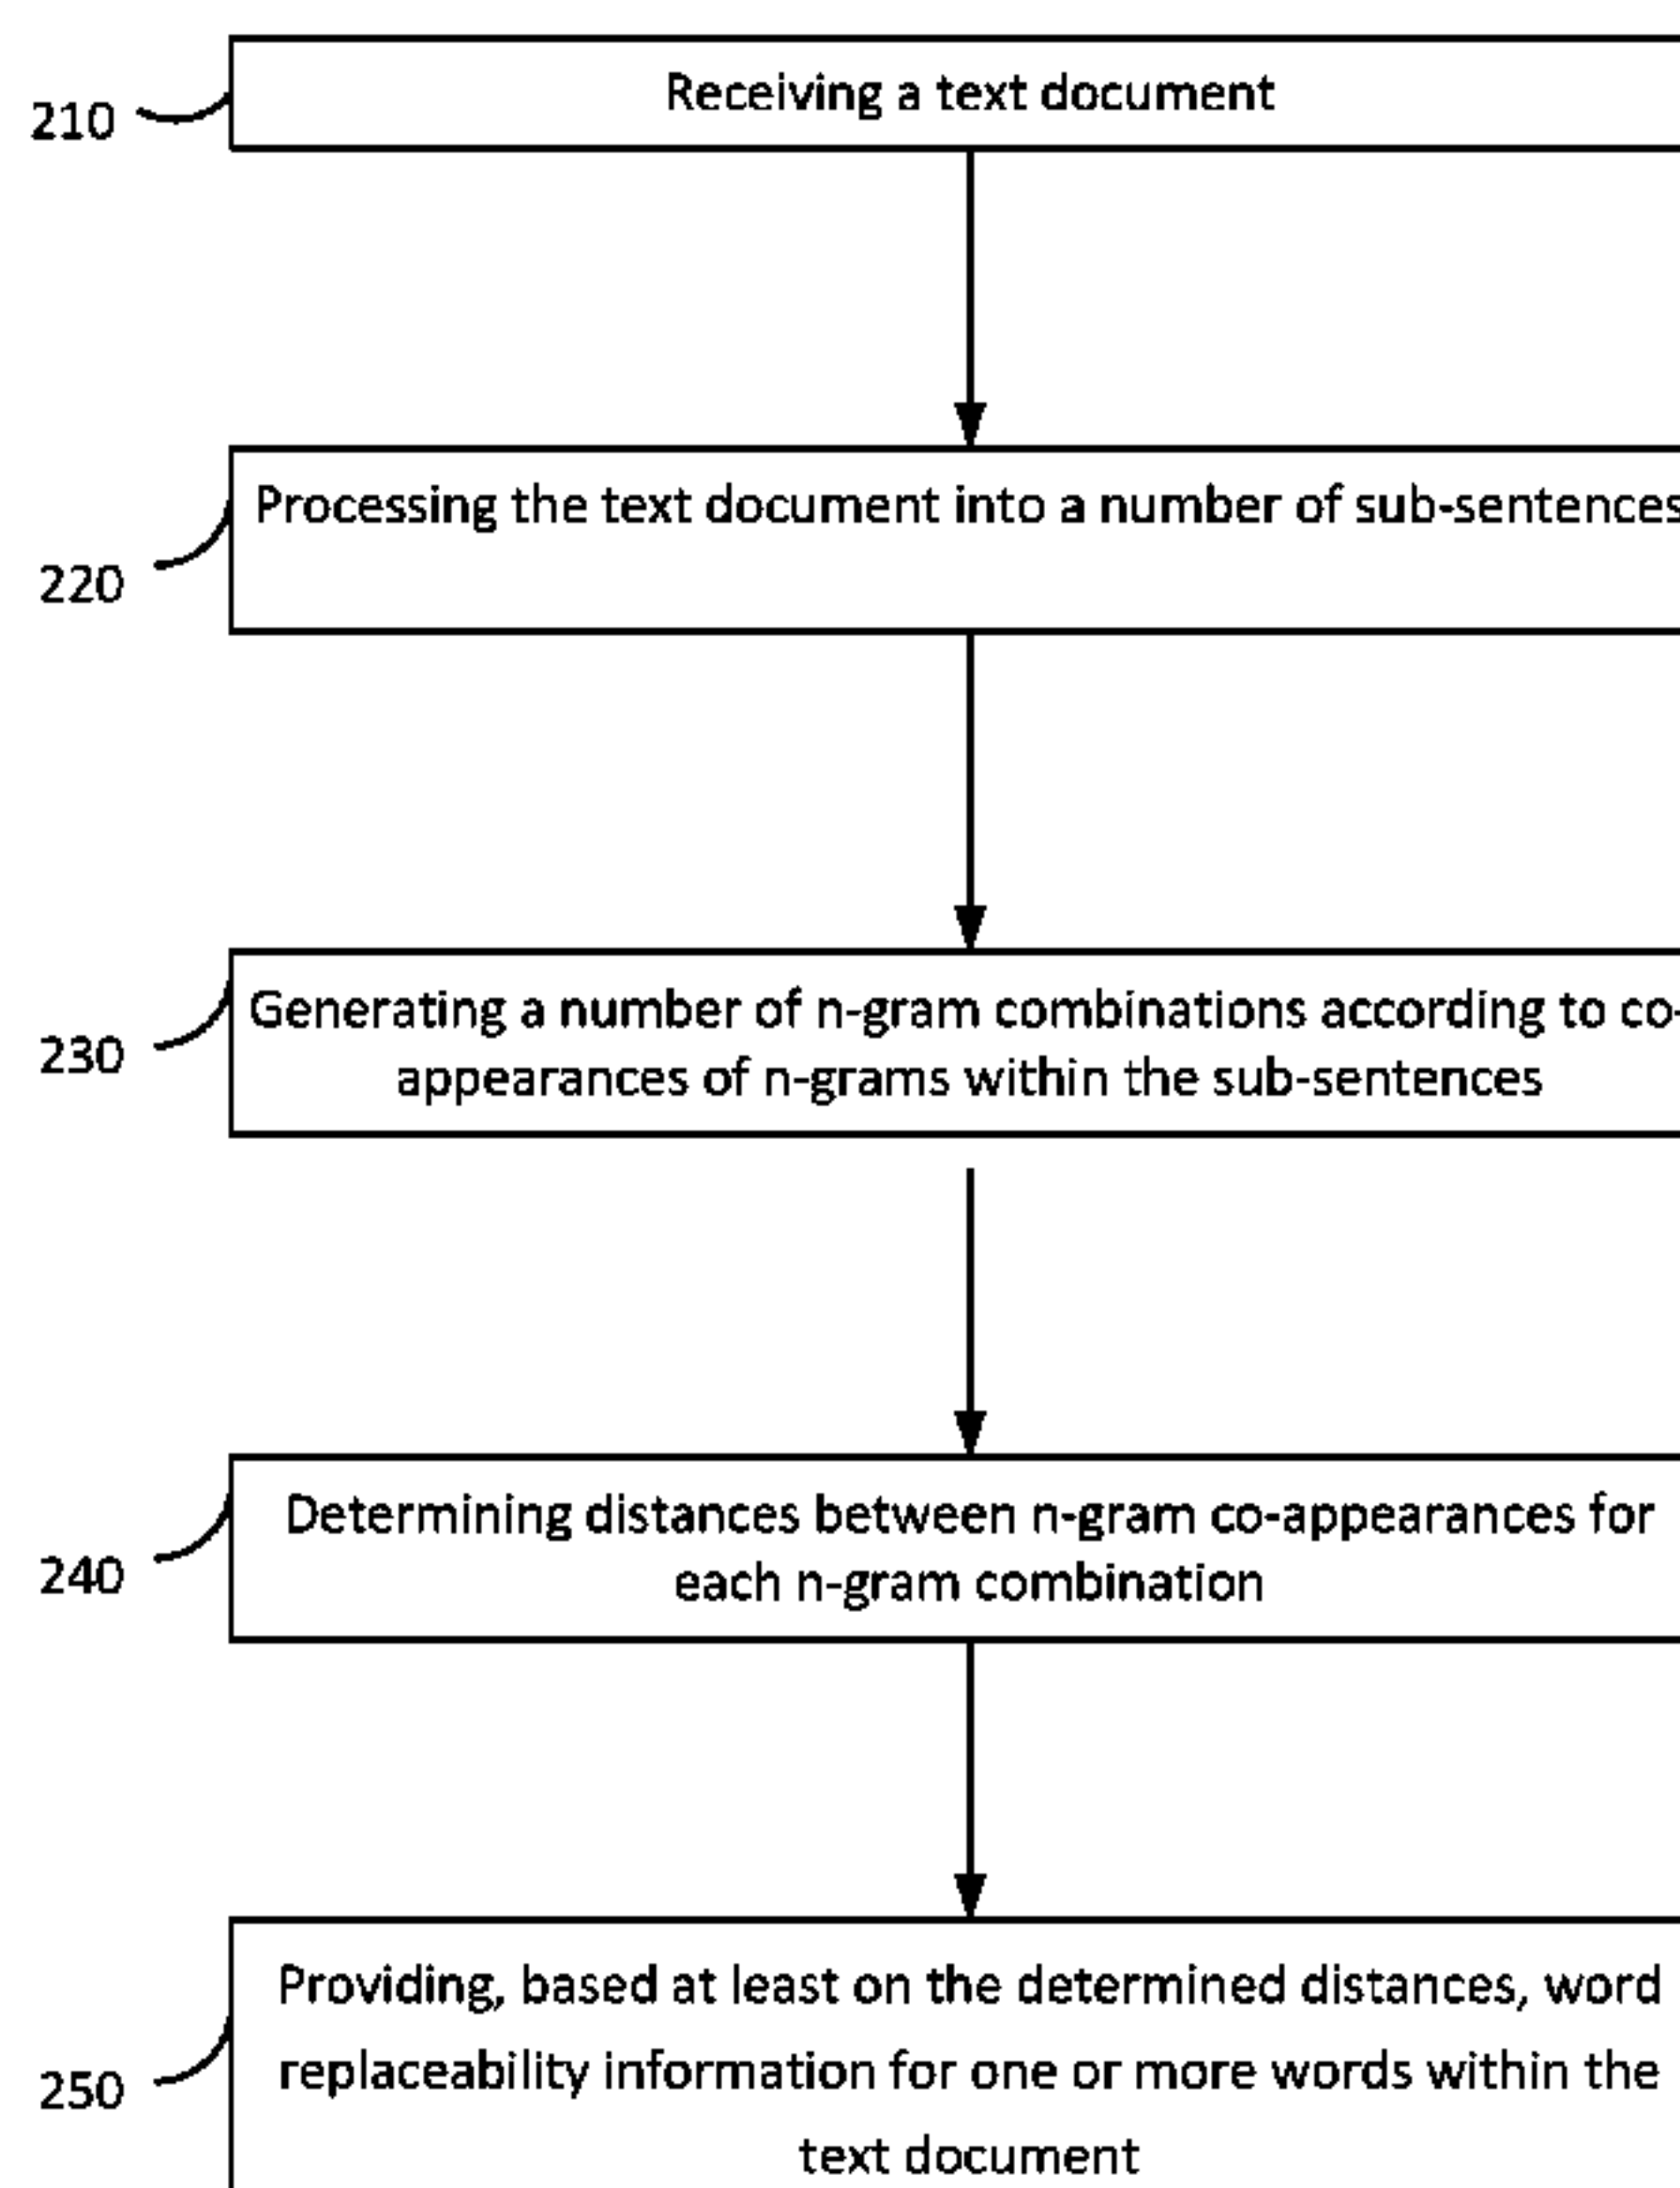 Receiving a text document
210
Processing the text document into a number of sub-sentences
220
Generating a number of n-gram combinations according to co-
appearances of n-grams within the sub-sentences
230
Determining distances between n-gram co-appearances for
each n-gram combination
240
Providing, based at least on the determined distances, word
replaceability information for one or more words within the
text document
250